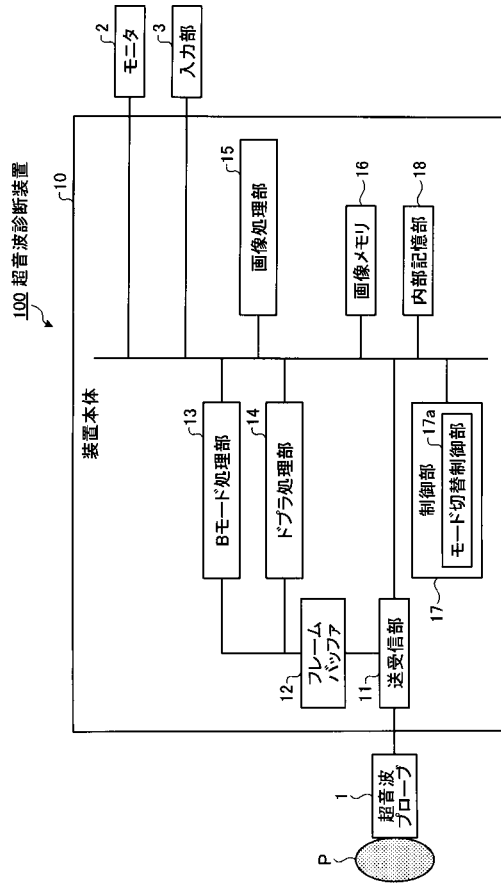 100 超音波診断装置
10
装置本体
2
モニタ
3
入力部
13
Bモード処理部
15
画像処理部
14
ドプラ処理部
12
フレーム
バッファ
16
画像メモリ
P
1
超音波
プローブ
11
送受信部
17
制御部
17a
モード切替制御部
18
内部記憶部